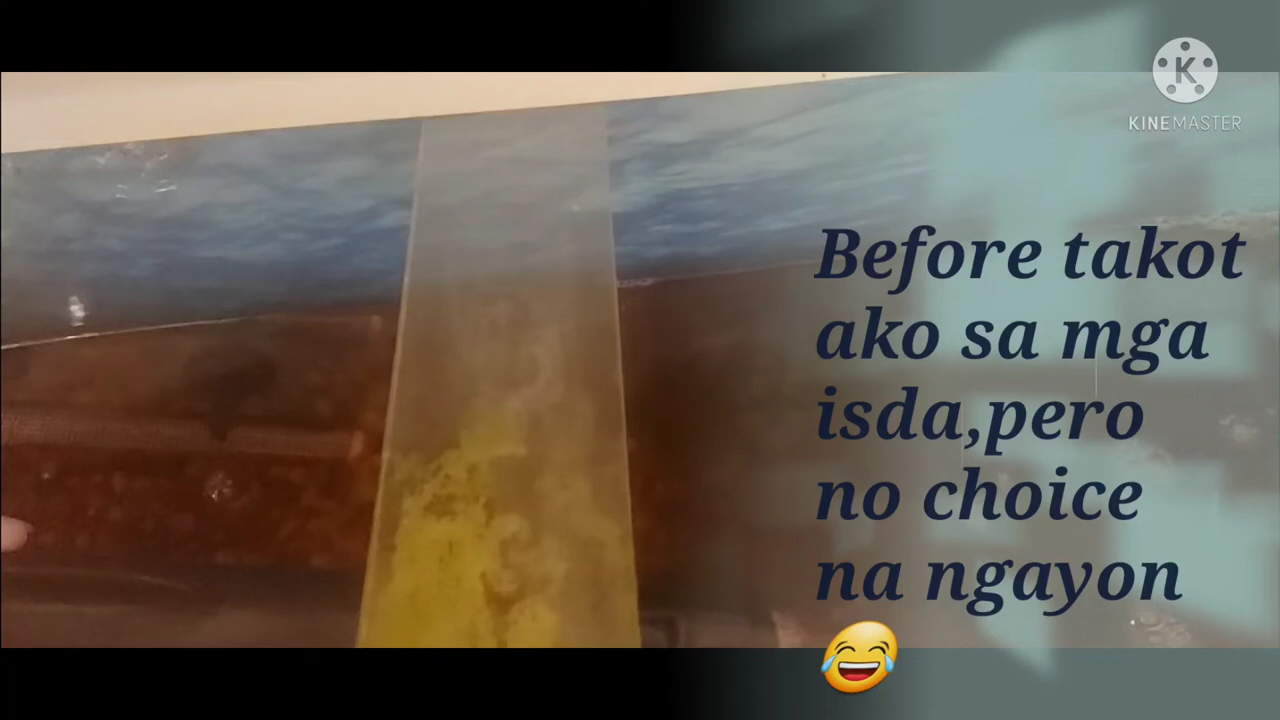 KINEMASTER
Before takot
ako sa mga
isda,pero
no choice
na ngayon
😂